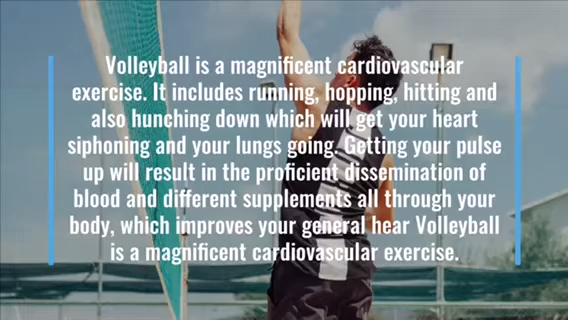 Volleyball is a magnificent cardiovascular
exercise. It includes running, hopping, hitting and
also hunching down which will get your heart
siphoning and your lungs going. Getting your pulse
up will result in the proficient dissemination of
blood and different supplements all through your
body, which improves your general hear Volleyball
is a magnificent cardiovascular exercise.